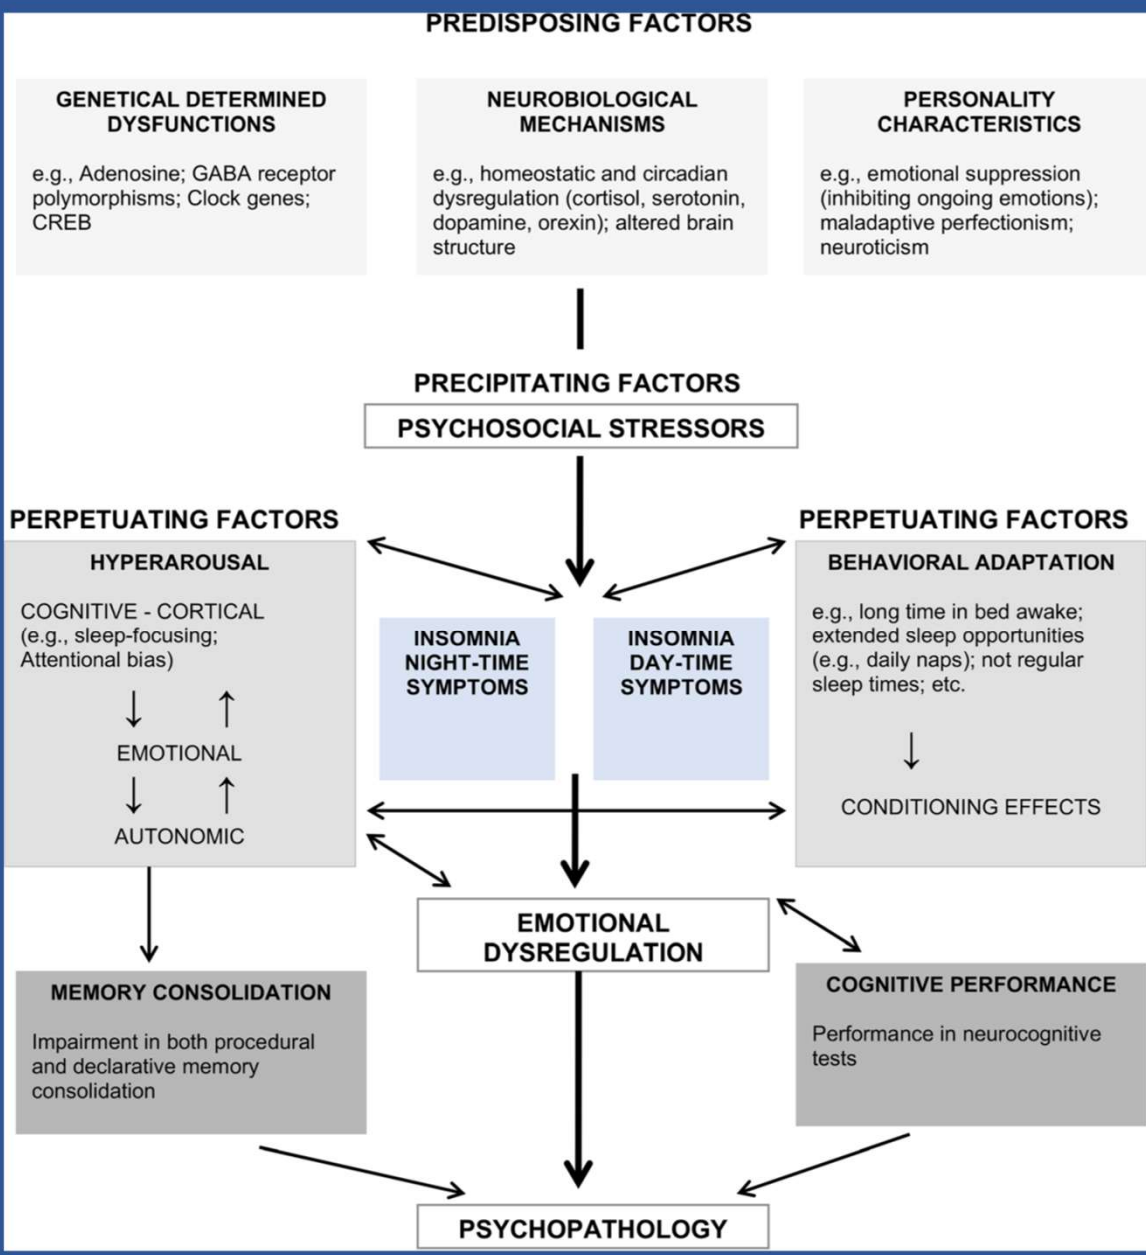 PREDISPOSING FACTORS
GENETICAL DETERMINED
DYSFUNCTIONS
e.g., Adenosine; GABA receptor
polymorphisms; Clock genes;
CREB
NEUROBIOLOGICAL
MECHANISMS
e.g., homeostatic and circadian
dysregulation (cortisol, serotonin,
dopamine, orexin); altered brain
structure
PERSONALITY
CHARACTERISTICS
e.g., emotional suppression
(inhibiting ongoing emotions);
maladaptive perfectionism;
neuroticism
PRECIPITATING FACTORS
PSYCHOSOCIAL STRESSORS
PERPETUATING FACTORS
HYPERAROUSAL
COGNITIVE - CORTICAL
(e.g., sleep-focusing;
Attentional bias)
EMOTIONAL
AUTONOMIC
INSOMNIA
NIGHT-TIME
SYMPTOMS
INSOMNIA
DAY-TIME
SYMPTOMS
PERPETUATING FACTORS
BEHAVIORAL ADAPTATION
e.g., long time in bed awake;
extended sleep opportunities
(e.g., daily naps); not regular
sleep times; etc.
CONDITIONING EFFECTS
EMOTIONAL
DYSREGULATION
MEMORY CONSOLIDATION
Impairment in both procedural
and declarative memory
consolidation
COGNITIVE PERFORMANCE
Performance in neurocognitive
tests
PSYCHOPATHOLOGY